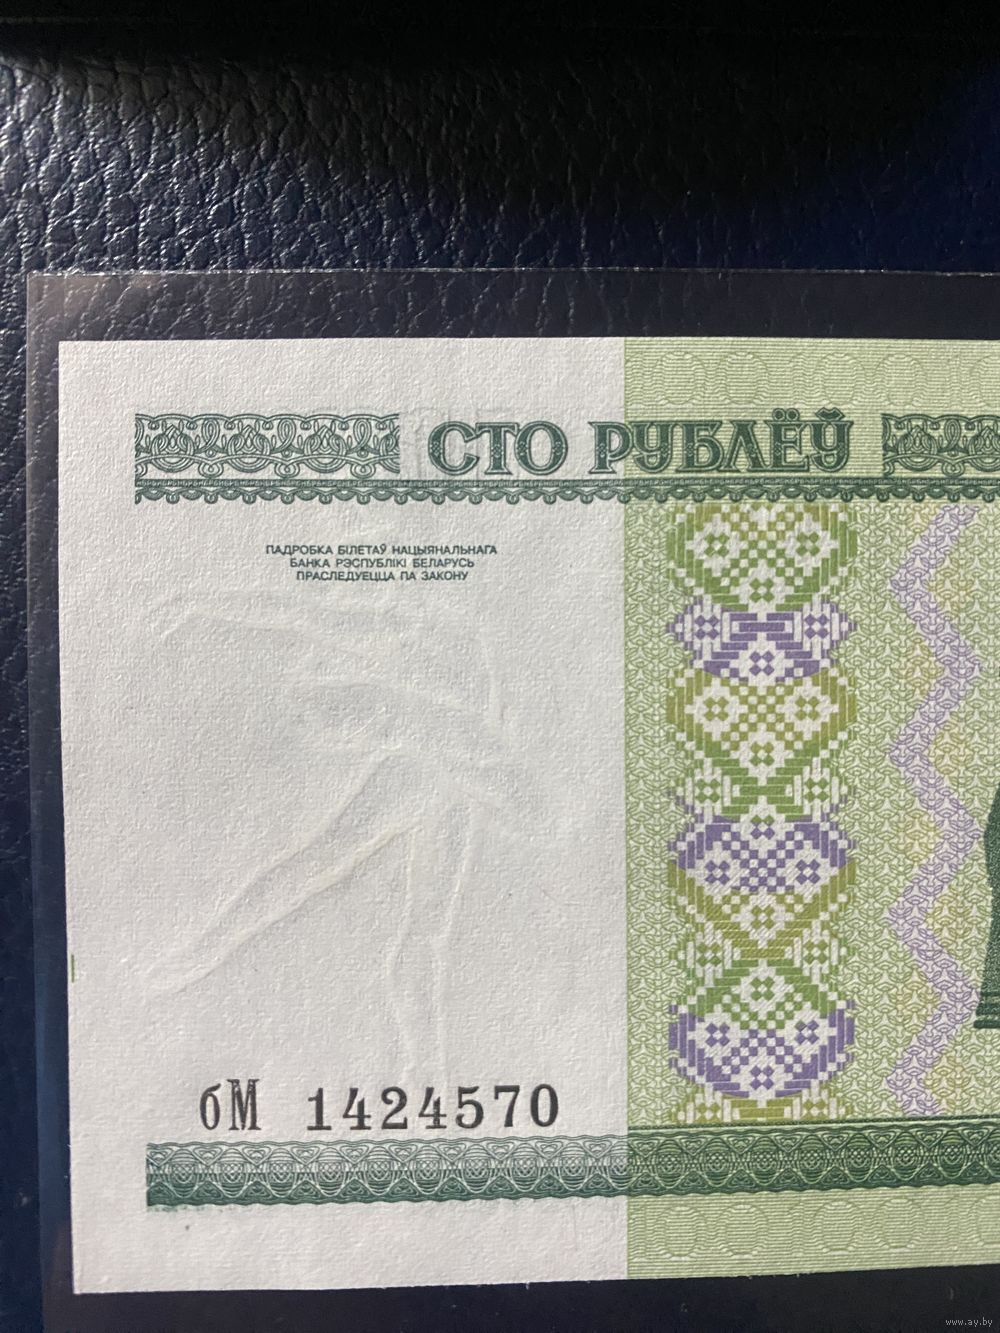 СТО РУБЛЁЎ
ПАДРОБКА БІЛЕТАЎ НАЦЫЯНАЛЬНАГА
БАНКА РЭСПУБЛІКІ БЕЛАРУСЬ
ПРАСЛЕДУЕЦЦА ПА ЗАКОНУ
бМ 1424570
www.ay.by